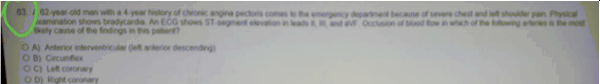 63. A 62-year-old man with a 4-year history of chronic angina pectoris comes to the emergency department because of severe chest and left shoulder pain. Physical
examination shows bradycardia. An ECG shows ST-segment elevation in leads II, III, and aVF. Occlusion of blood flow in which of the following arteries is the most
likely cause of the findings in this patient?
A) Anterior interventricular (left anterior descending)
B) Circumflex
C) Left coronary
D) Right coronary